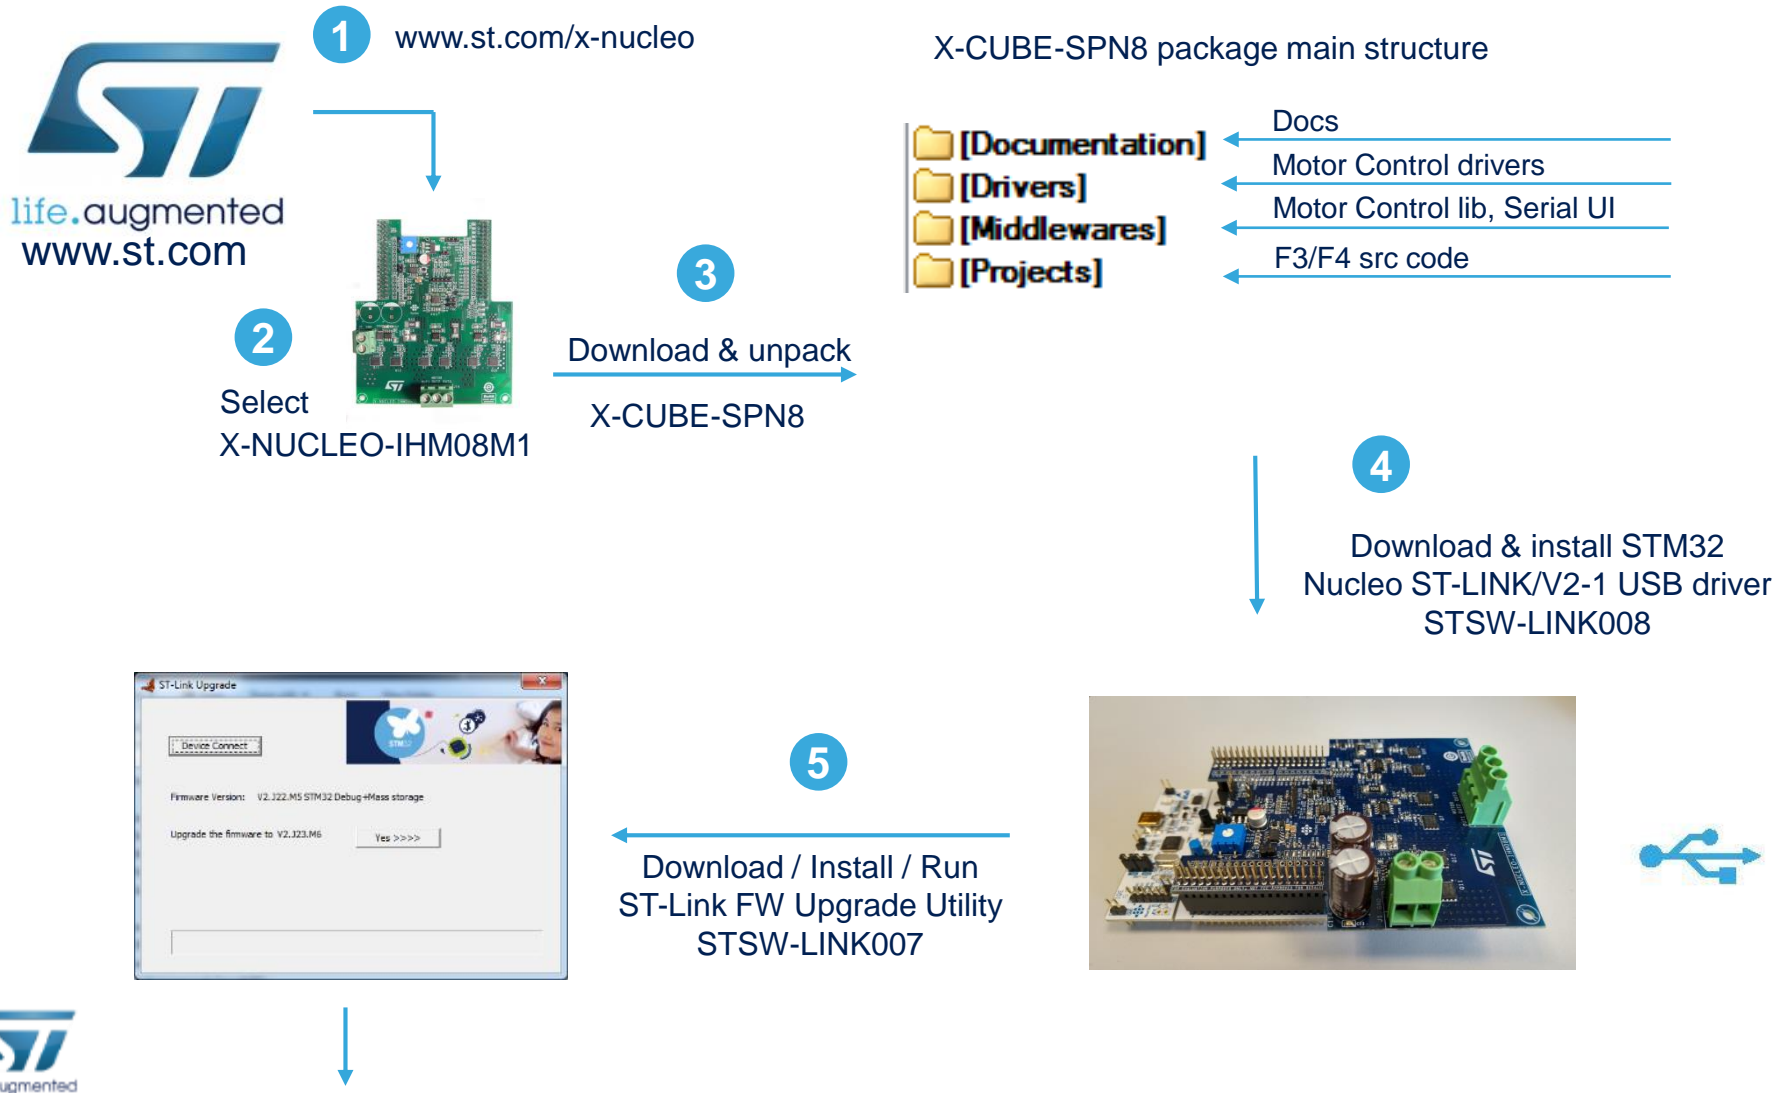 life.augmented
www.st.com
1
www.st.com/x-nucleo
2
Select
X-NUCLEO-IHM08M1
3
Download & unpack
X-CUBE-SPN8
X-CUBE-SPN8 package main structure
[Documentation]
Docs
[Drivers]
Motor Control drivers
[Middlewares]
Motor Control lib, Serial UI
[Projects]
F3/F4 src code
4
Download & install STM32
Nucleo ST-LINK/V2-1 USB driver
STSW-LINK008
5
Download / Install / Run
ST-Link FW Upgrade Utility
STSW-LINK007
ST-Link Upgrade
STM32
Device Connect
Firmware Version: V2.J22.M5 STM32 Debug+Mass storage
Upgrade the firmware to V2.J23.M6
Yes >>>>
ugmented